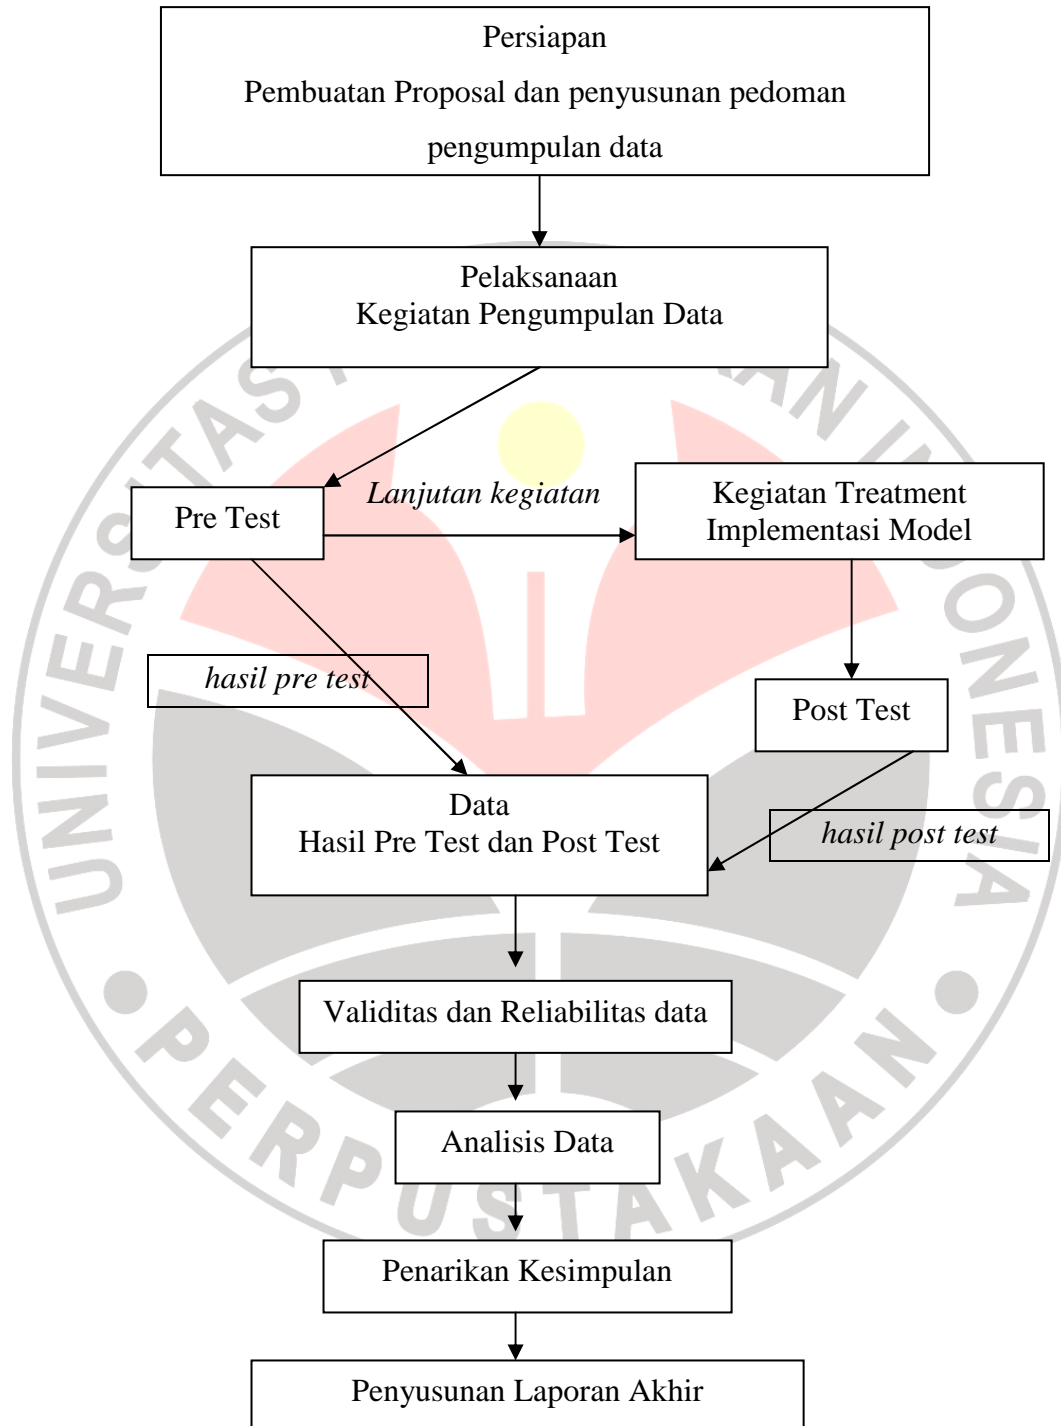 Persiapan
Pembuatan Proposal dan penyusunan pedoman
pengumpulan data
Pelaksanaan
Kegiatan Pengumpulan Data
Pre Test
Lanjutan kegiatan
Kegiatan Treatment
Implementasi Model
hasil pre test
Post Test
Data
Hasil Pre Test dan Post Test
hasil post test
Validitas dan Reliabilitas data
Analisis Data
Penarikan Kesimpulan
Penyusunan Laporan Akhir
INDONESIA
PERPUSTAKAAN